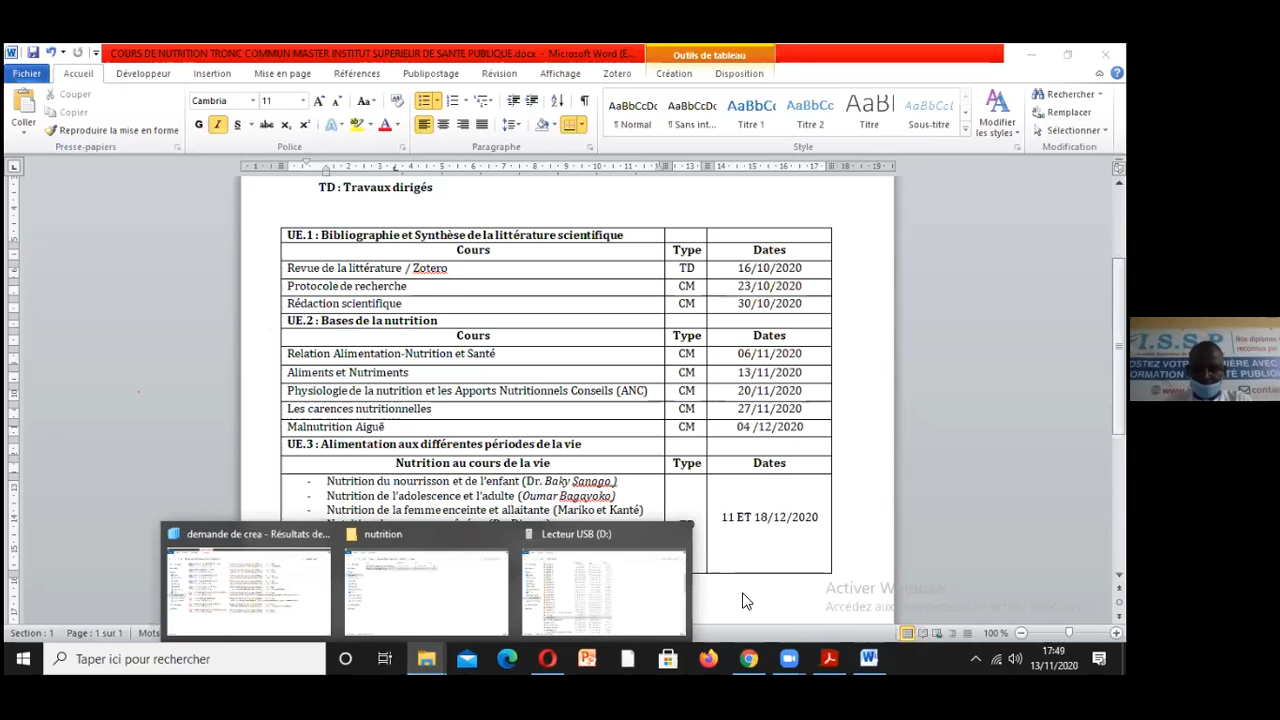 COURS DE NUTRITION TRONC COMMUN MASTER INSTITUT SUPERIEUR DE SANTE PUBLIQUE.docx - Microsoft Word (É...
Outils de tableau
Fichier Accueil Développeur Insertion Mise en page Références Publipostage Révision Affichage Zotero Création Disposition
Coller
Couper
Copier
Reproduire la mise en forme
Presse-papiers
Cambria 11
G I S abc x₂ x²
Police
Paragraphe
AaBbCcDc AaBbCcDc AaBbCc AaBbCc AaBl AaBbCc
¶ Normal ¶ Sans int... Titre 1 Titre 2 Titre Sous-titre
Modifier les styles
Style
Rechercher
Remplacer
Sélectionner
Modification
TD : Travaux dirigés
UE.1 : Bibliographie et Synthèse de la littérature scientifique
Cours Type Dates
Revue de la littérature / Zotero TD 16/10/2020
Protocole de recherche CM 23/10/2020
Rédaction scientifique CM 30/10/2020
UE.2 : Bases de la nutrition
Cours Type Dates
Relation Alimentation-Nutrition et Santé CM 06/11/2020
Aliments et Nutriments CM 13/11/2020
Physiologie de la nutrition et les Apports Nutritionnels Conseils (ANC) CM 20/11/2020
Les carences nutritionnelles CM 27/11/2020
Malnutrition Aiguë CM 04 /12/2020
UE.3 : Alimentation aux différentes périodes de la vie
Nutrition au cours de la vie Type Dates
- Nutrition du nourrisson et de l'enfant (Dr. Baky Sanogo)
- Nutrition de l'adolescence et l'adulte (Oumar Bagayoko)
- Nutrition de la femme enceinte et allaitante (Mariko et Kanté)
11 ET 18/12/2020
demande de crea - Résultats de...
nutrition
Lecteur USB (D:)
Activer W
Accédez aux
Section : 1 Page : 1 sur 1 Mots
100 %
Taper ici pour rechercher
17:49
13/11/2020
I.S.S.P
Nos diplômes
reconnus pa